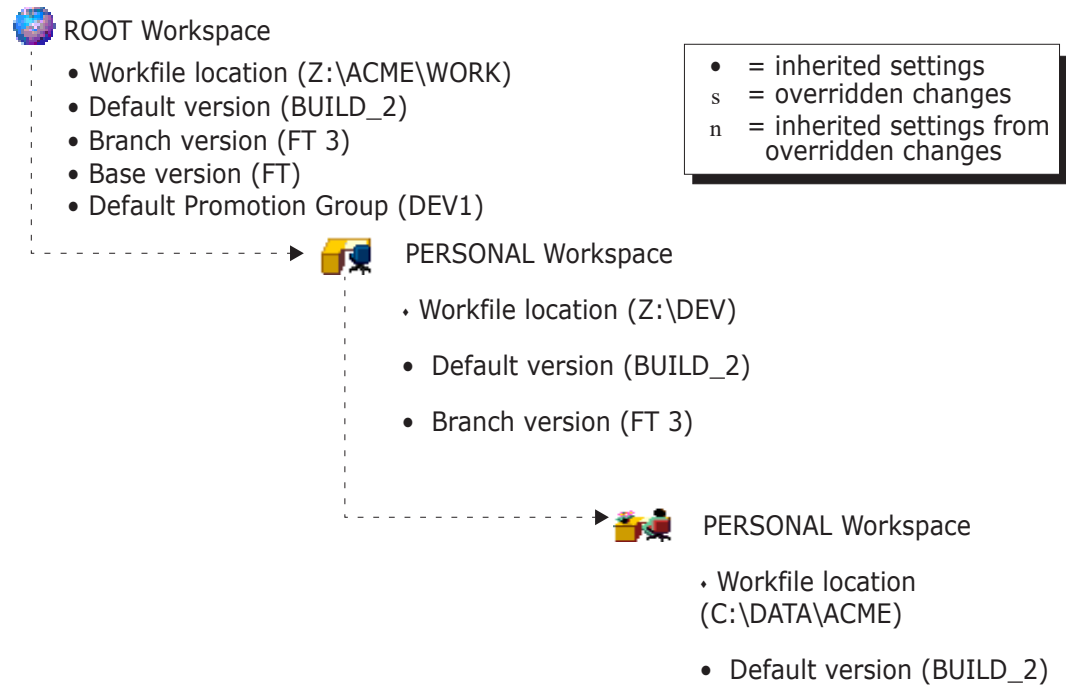 ROOT Workspace
• Workfile location (Z:\ACME\WORK)
• Default version (BUILD_2)
• Branch version (FT 3)
• Base version (FT)
• Default Promotion Group (DEV1)
• = inherited settings
s = overridden changes
n = inherited settings from
overridden changes
PERSONAL Workspace
⬩ Workfile location (Z:\DEV)
• Default version (BUILD_2)
• Branch version (FT 3)
PERSONAL Workspace
⬩ Workfile location
(C:\DATA\ACME)
• Default version (BUILD_2)